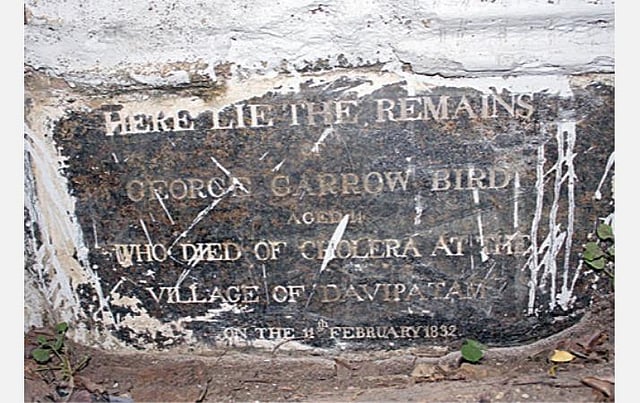 HERE LIE THE REMAINS
GEORGE GARROW BIRD
AGED
WHO DIED OF CHOLERA AT THE
VILLAGE OF DAVIPATAM
ON THE 11th FEBRUARY 1832